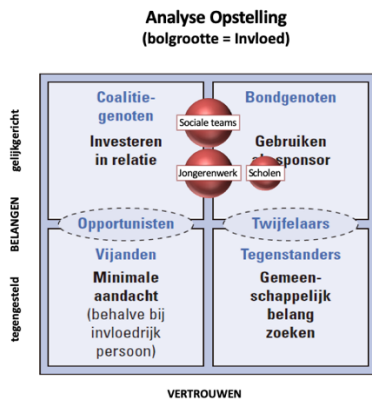 Analyse Opstelling
(bolgrootte = Invloed)
BELANGEN
gelijkgericht
tegengesteld
Coalitie-
genoten
Investeren
in relatie
Bondgenoten
Gebruiken
sponsor
Sociale teams
Jongerenwerk
Scholen
Opportunisten
Twijfelaars
Vijanden
Minimale
aandacht
(behalve bij
invloedrijk
persoon)
Tegenstanders
Gemeen-
schappelijk
belang
zoeken
VERTROUWEN